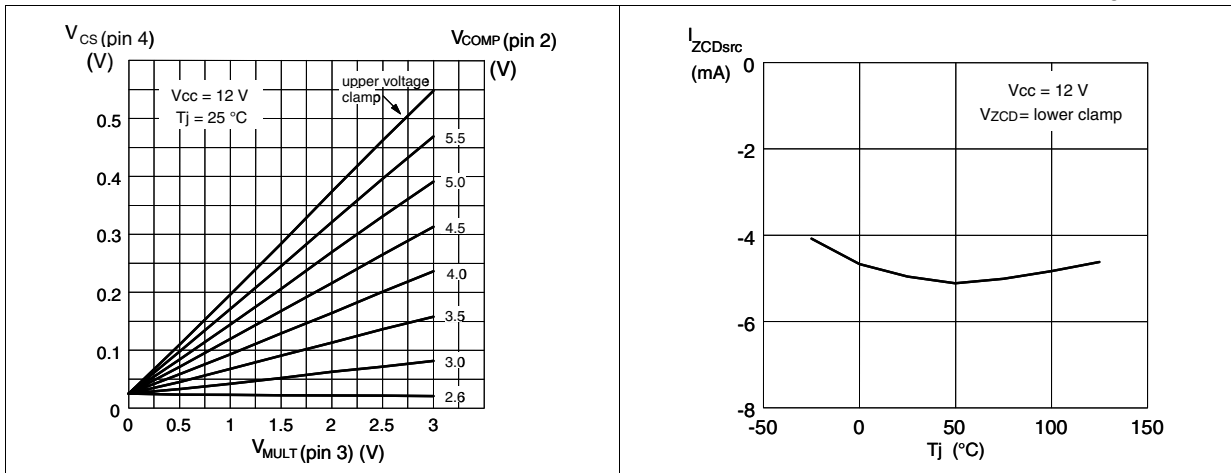 VCS (pin 4)
(V)
VCOMP (pin 2)
(V)
Vcc = 12 V
Tj = 25 °C
upper voltage
clamp
0.5
0.4
0.3
0.2
0.1
0
5.5
5.0
4.5
4.0
3.5
3.0
2.6
0 0.5 1 1.5 2 2.5 3
VMULT (pin 3) (V)
IZCDsrc
(mA)
0
-2
-4
-6
-8
Vcc = 12 V
VZCD = lower clamp
-50 0 50 100 150
Tj (°C)